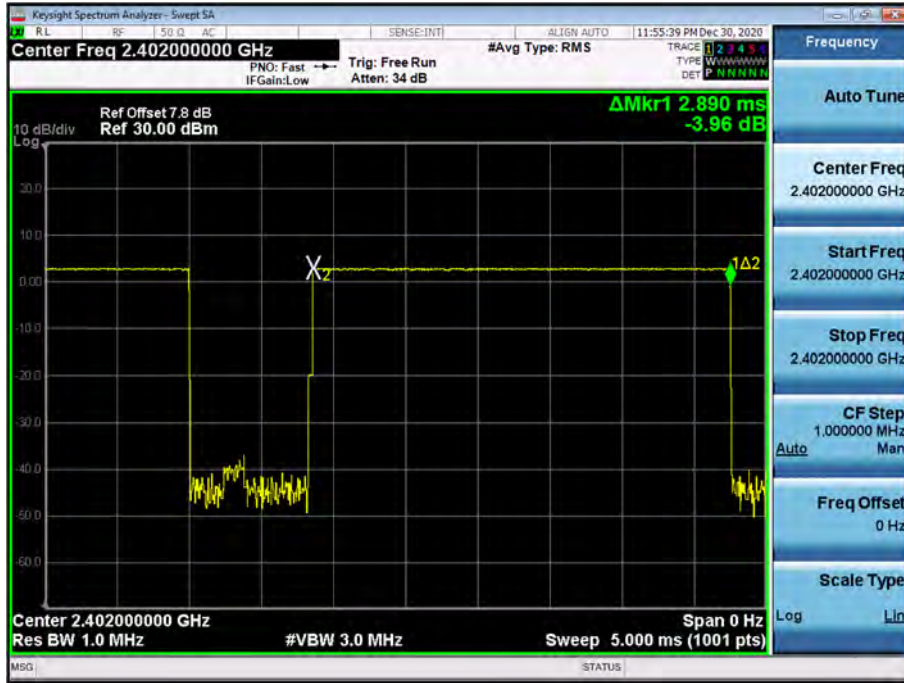 Keysight Spectrum Analyzer - Swept SA
RL RF 50 Ω AC SENSE:INT ALIGN AUTO 11:55:39 PM Dec 30, 2020
Center Freq 2.402000000 GHz #Avg Type: RMS TRACE 1 2 3 4 5
PNO: Fast Trig: Free Run TYPE WWWWWW
IFGain:Low Atten: 34 dB DET P N N N N N
Ref Offset 7.8 dB ΔMkr1 2.890 ms
10 dB/div Ref 30.00 dBm -3.96 dB
Log
20.0
10.0
0.00
-10.0
-20.0
-30.0
-40.0
-50.0
-60.0
X2
1Δ2
Center 2.402000000 GHz Span 0 Hz
Res BW 1.0 MHz #VBW 3.0 MHz Sweep 5.000 ms (1001 pts)
MSG STATUS
Frequency
Auto Tune
Center Freq
2.402000000 GHz
Start Freq
2.402000000 GHz
Stop Freq
2.402000000 GHz
CF Step
1.000000 MHz
Auto Man
Freq Offset
0 Hz
Scale Type
Log Lin